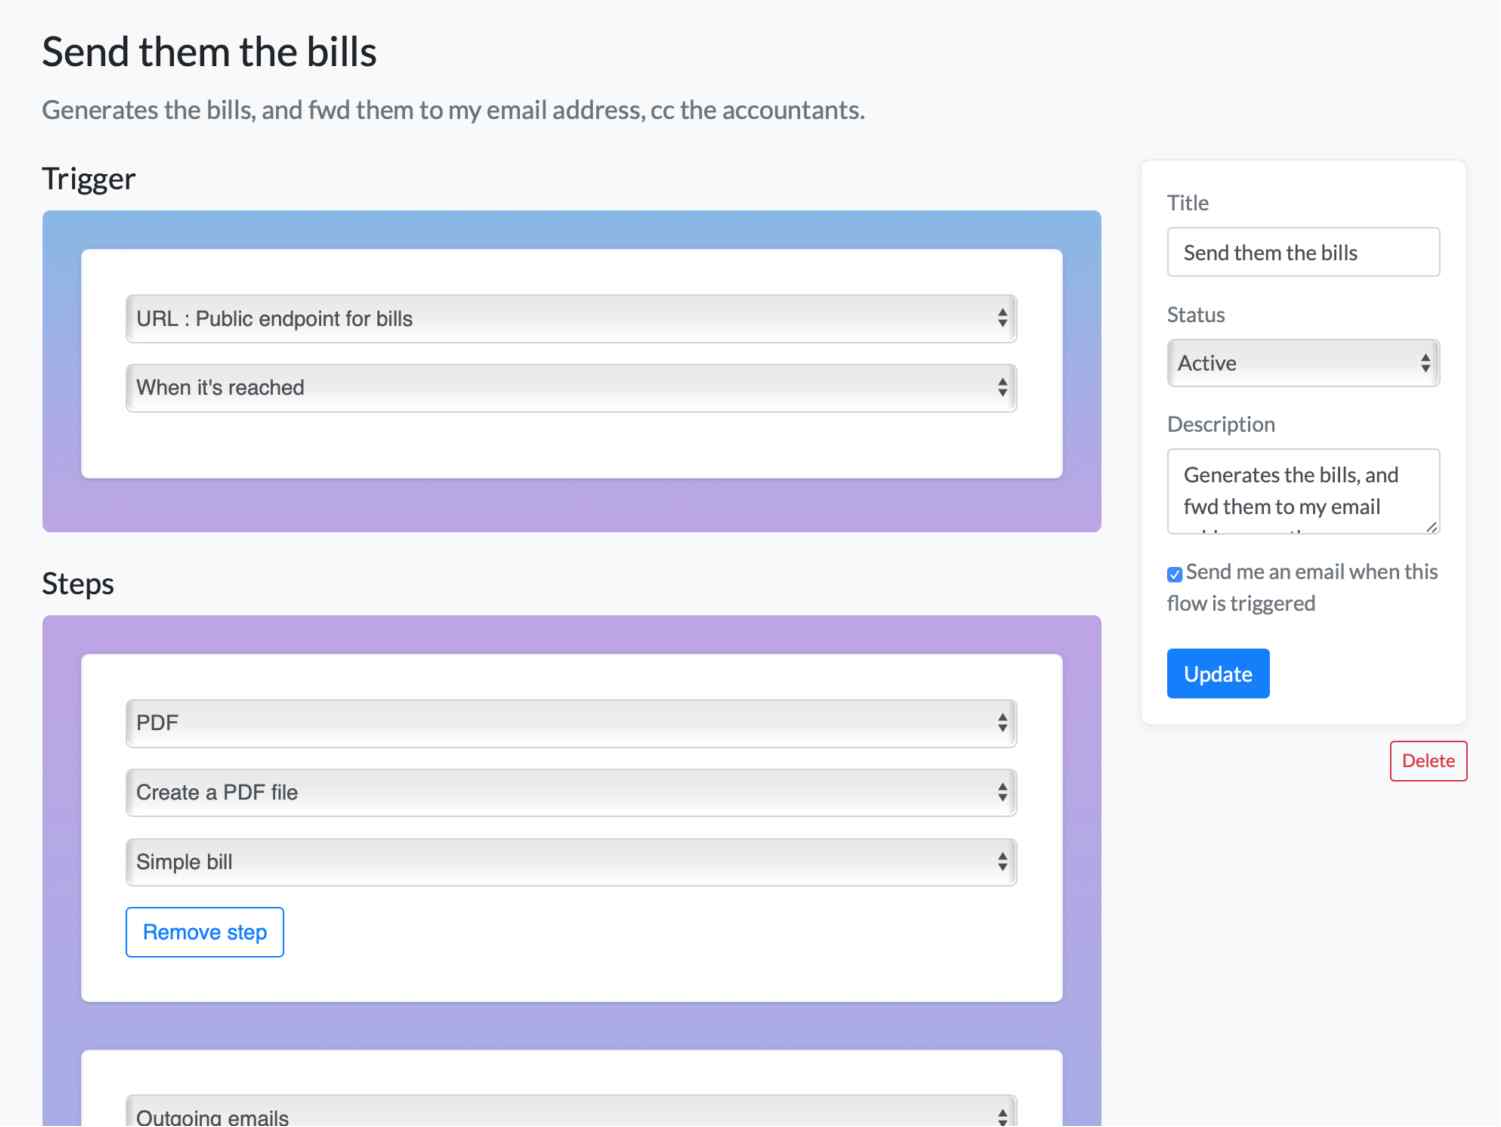 Send them the bills
Generates the bills, and fwd them to my email address, cc the accountants.
Trigger
URL : Public endpoint for bills
When it's reached
Steps
PDF
Create a PDF file
Simple bill
Remove step
Outgoing emails
Title
Send them the bills
Status
Active
Description
Generates the bills, and
fwd them to my email
Send me an email when this
flow is triggered
Update
Delete